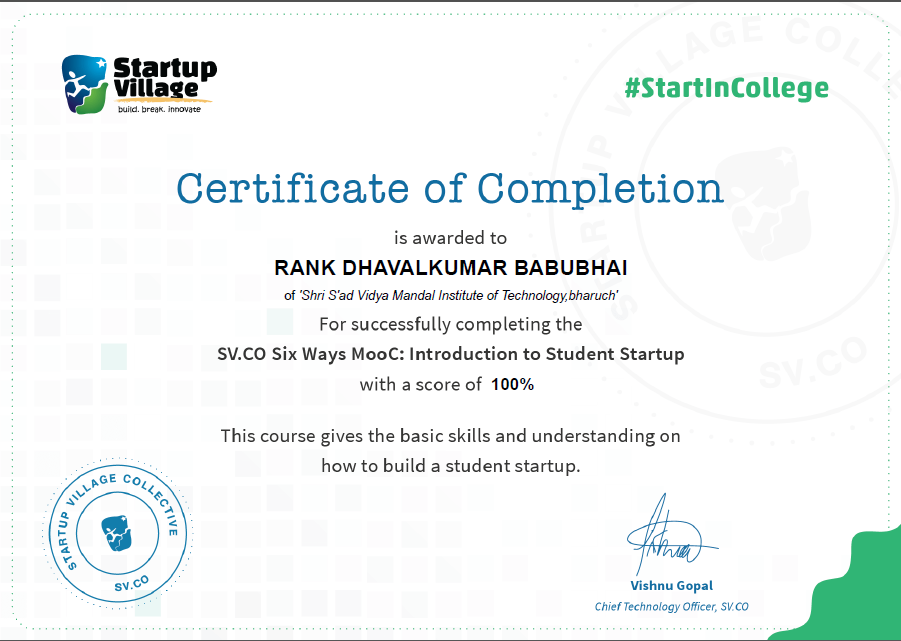 Startup
Village
build. break. innovate
#StartInCollege
Certificate of Completion
is awarded to
RANK DHAVALKUMAR BABUBHAI
of 'Shri S'ad Vidya Mandal Institute of Technology,bharuch'
For successfully completing the
SV.CO Six Ways MooC: Introduction to Student Startup
with a score of 100%
This course gives the basic skills and understanding on
how to build a student startup.
STARTUP VILLAGE COLLECTIVE
SV.CO
Vishnu Gopal
Chief Technology Officer, SV.CO
STARTUP VILLAGE COLL
SV.CO